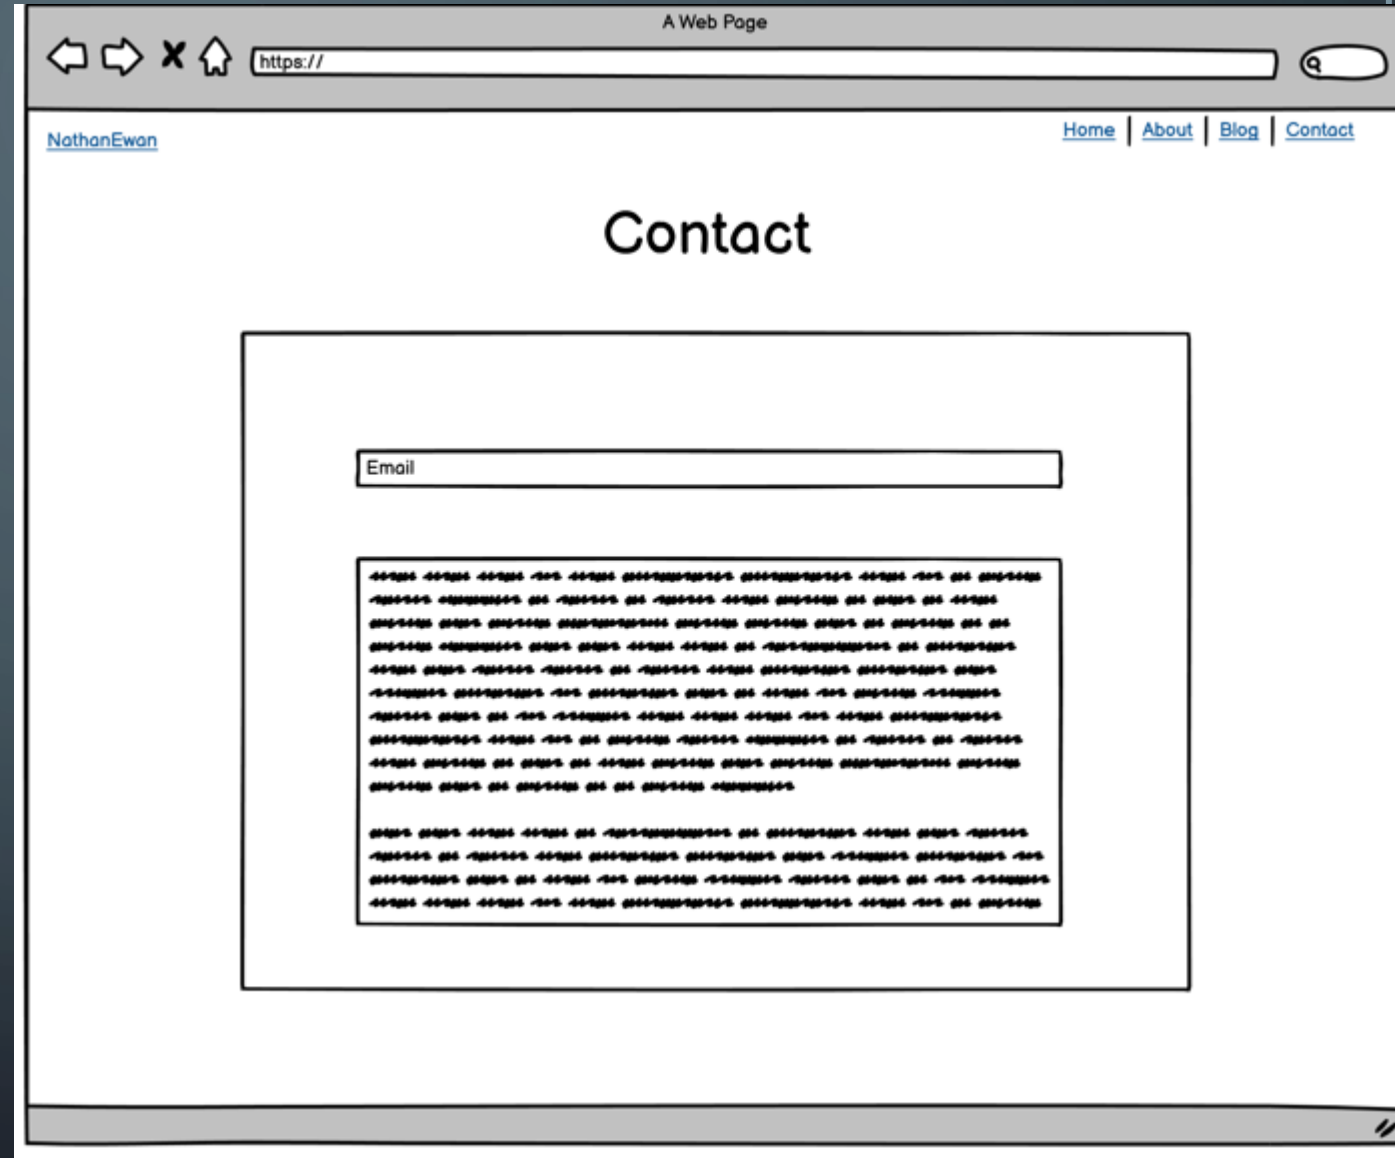 A Web Page
https://
NathanEwan
Home | About | Blog | Contact
Contact
Email